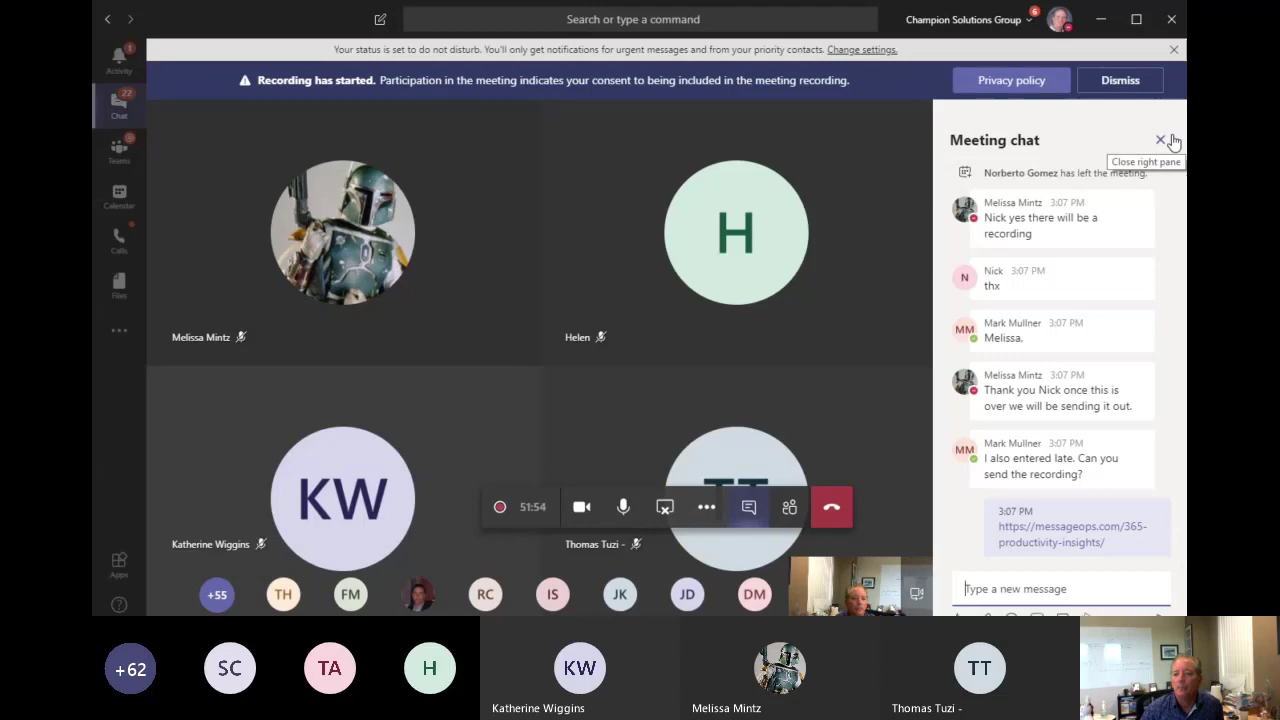 Search or type a command
Champion Solutions Group
6
Your status is set to do not disturb. You'll only get notifications for urgent messages and from your priority contacts. Change settings.
Recording has started. Participation in the meeting indicates your consent to being included in the meeting recording.
Privacy policy
Dismiss
1
Activity
22
Chat
Teams
Calendar
Calls
Files
Apps
Melissa Mintz
H
Helen
KW
Katherine Wiggins
TT
Thomas Tuzi -
51:54
+55
TH
FM
RC
IS
JK
JD
DM
Meeting chat
Close right pane
Norberto Gomez has left the meeting.
Melissa Mintz 3:07 PM
Nick yes there will be a
recording
N
Nick 3:07 PM
thx
MM
Mark Mullner 3:07 PM
Melissa,
Melissa Mintz 3:07 PM
Thank you Nick once this is
over we will be sending it out.
MM
Mark Mullner 3:07 PM
I also entered late. Can you
send the recording?
3:07 PM
https://messageops.com/365-
productivity-insights/
Type a new message
+62
SC
TA
H
KW
Katherine Wiggins
Melissa Mintz
TT
Thomas Tuzi -